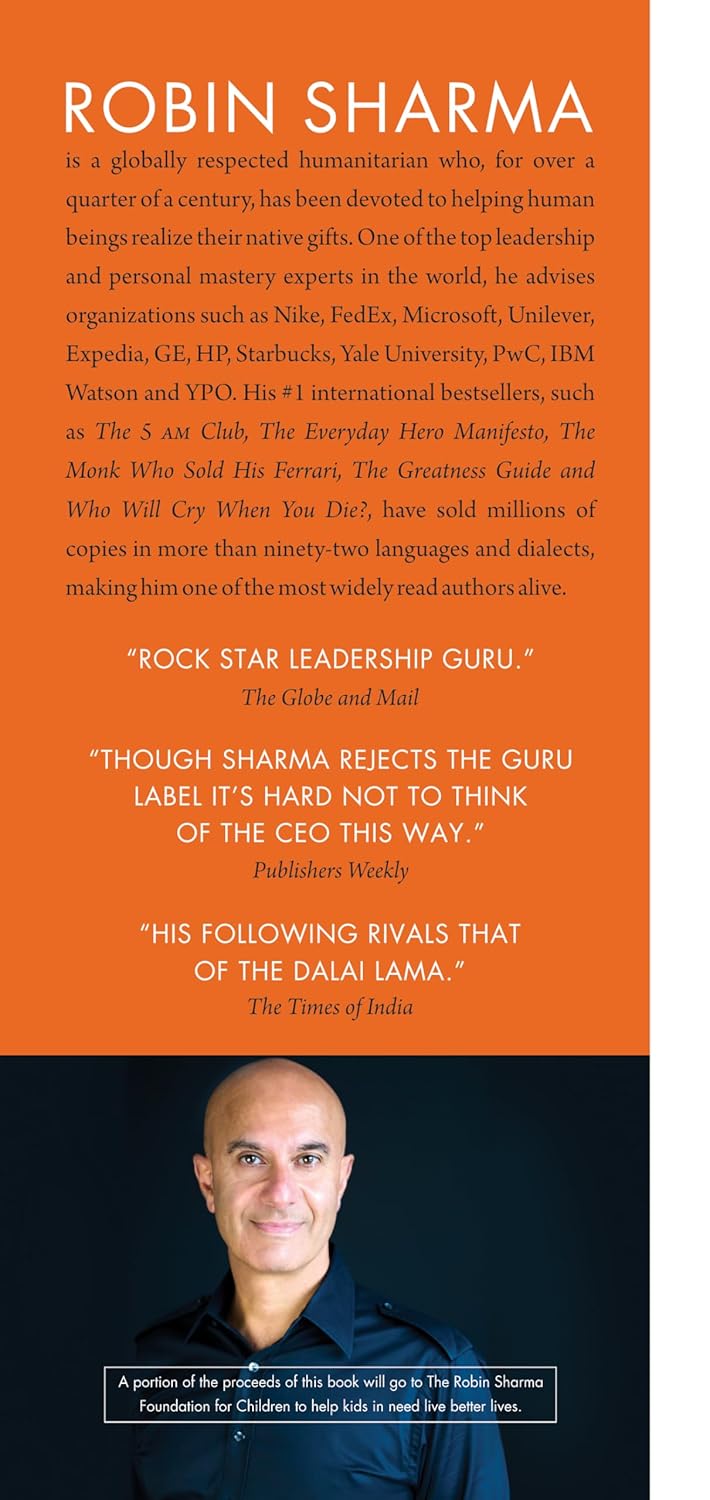 ROBIN SHARMA
is a globally respected humanitarian who, for over a
quarter of a century, has been devoted to helping human
beings realize their native gifts. One of the top leadership
and personal mastery experts in the world, he advises
organizations such as Nike, FedEx, Microsoft, Unilever,
Expedia, GE, HP, Starbucks, Yale University, PwC, IBM
Watson and YPO. His #1 international bestsellers, such
as The 5 AM Club, The Everyday Hero Manifesto, The
Monk Who Sold His Ferrari, The Greatness Guide and
Who Will Cry When You Die?, have sold millions of
copies in more than ninety-two languages and dialects,
making him one of the most widely read authors alive.
“ROCK STAR LEADERSHIP GURU.”
The Globe and Mail
“THOUGH SHARMA REJECTS THE GURU
LABEL IT’S HARD NOT TO THINK
OF THE CEO THIS WAY.”
Publishers Weekly
“HIS FOLLOWING RIVALS THAT
OF THE DALAI LAMA.”
The Times of India
A portion of the proceeds of this book will go to The Robin Sharma
Foundation for Children to help kids in need live better lives.